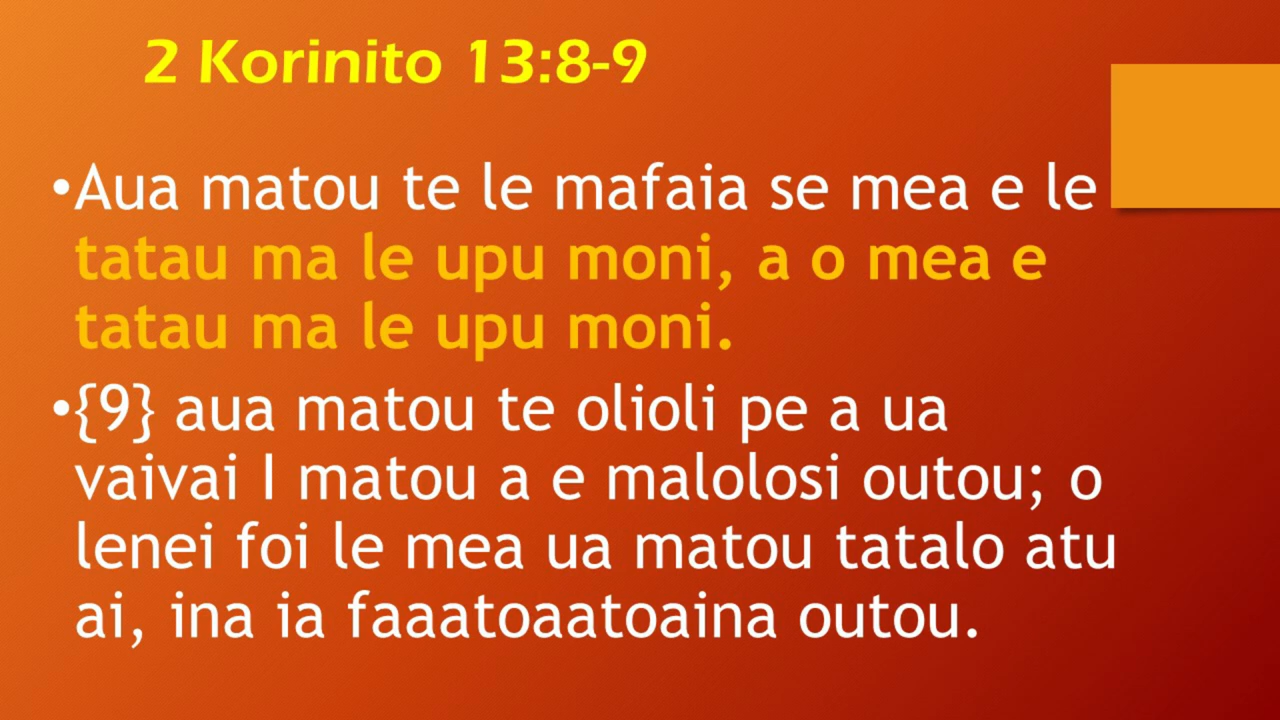 2 Korinito 13:8-9
•Aua matou te le mafaia se mea e le
tatau ma le upu moni, a o mea e
tatau ma le upu moni.
•{9} aua matou te olioli pe a ua
vaivai I matou a e malolosi outou; o
lenei foi le mea ua matou tatalo atu
ai, ina ia faaatoaatoaina outou.